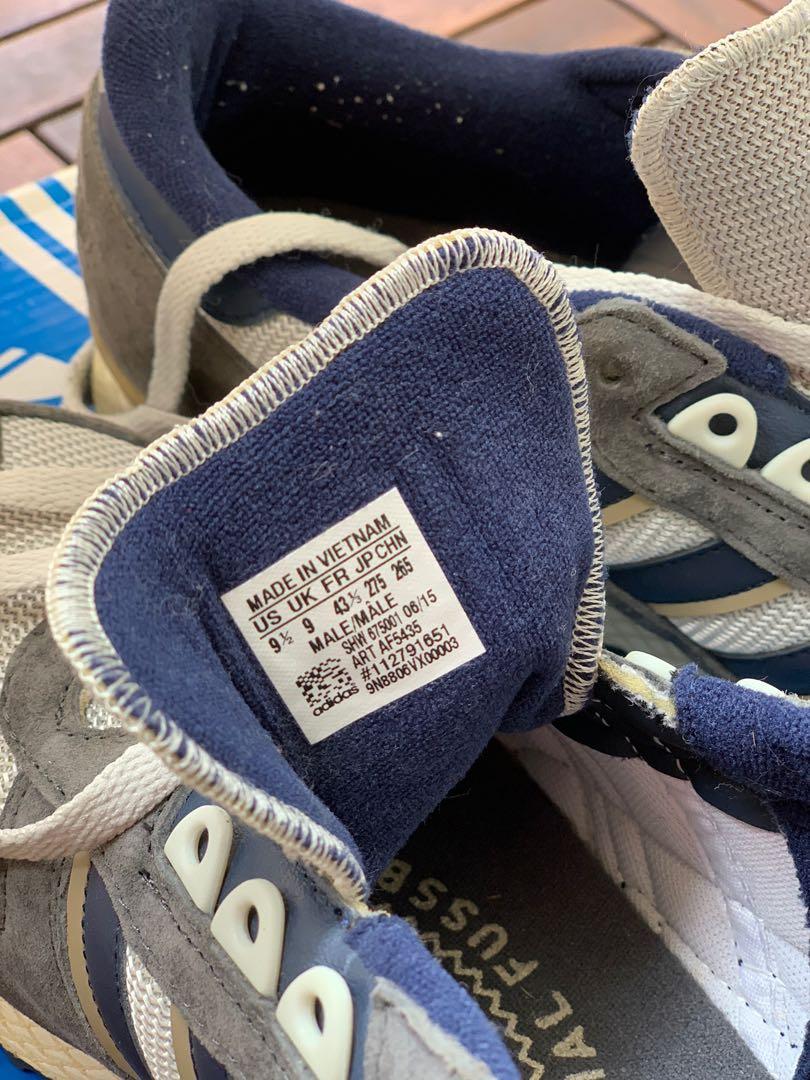 MADE IN VIETNAM
US UK FR JP CHN
9½ 9 43⅓ 275 265
MALE/MALE
SHW 675001 06/15
ART AF5435
#112791651
9N8806VX00003
adidas